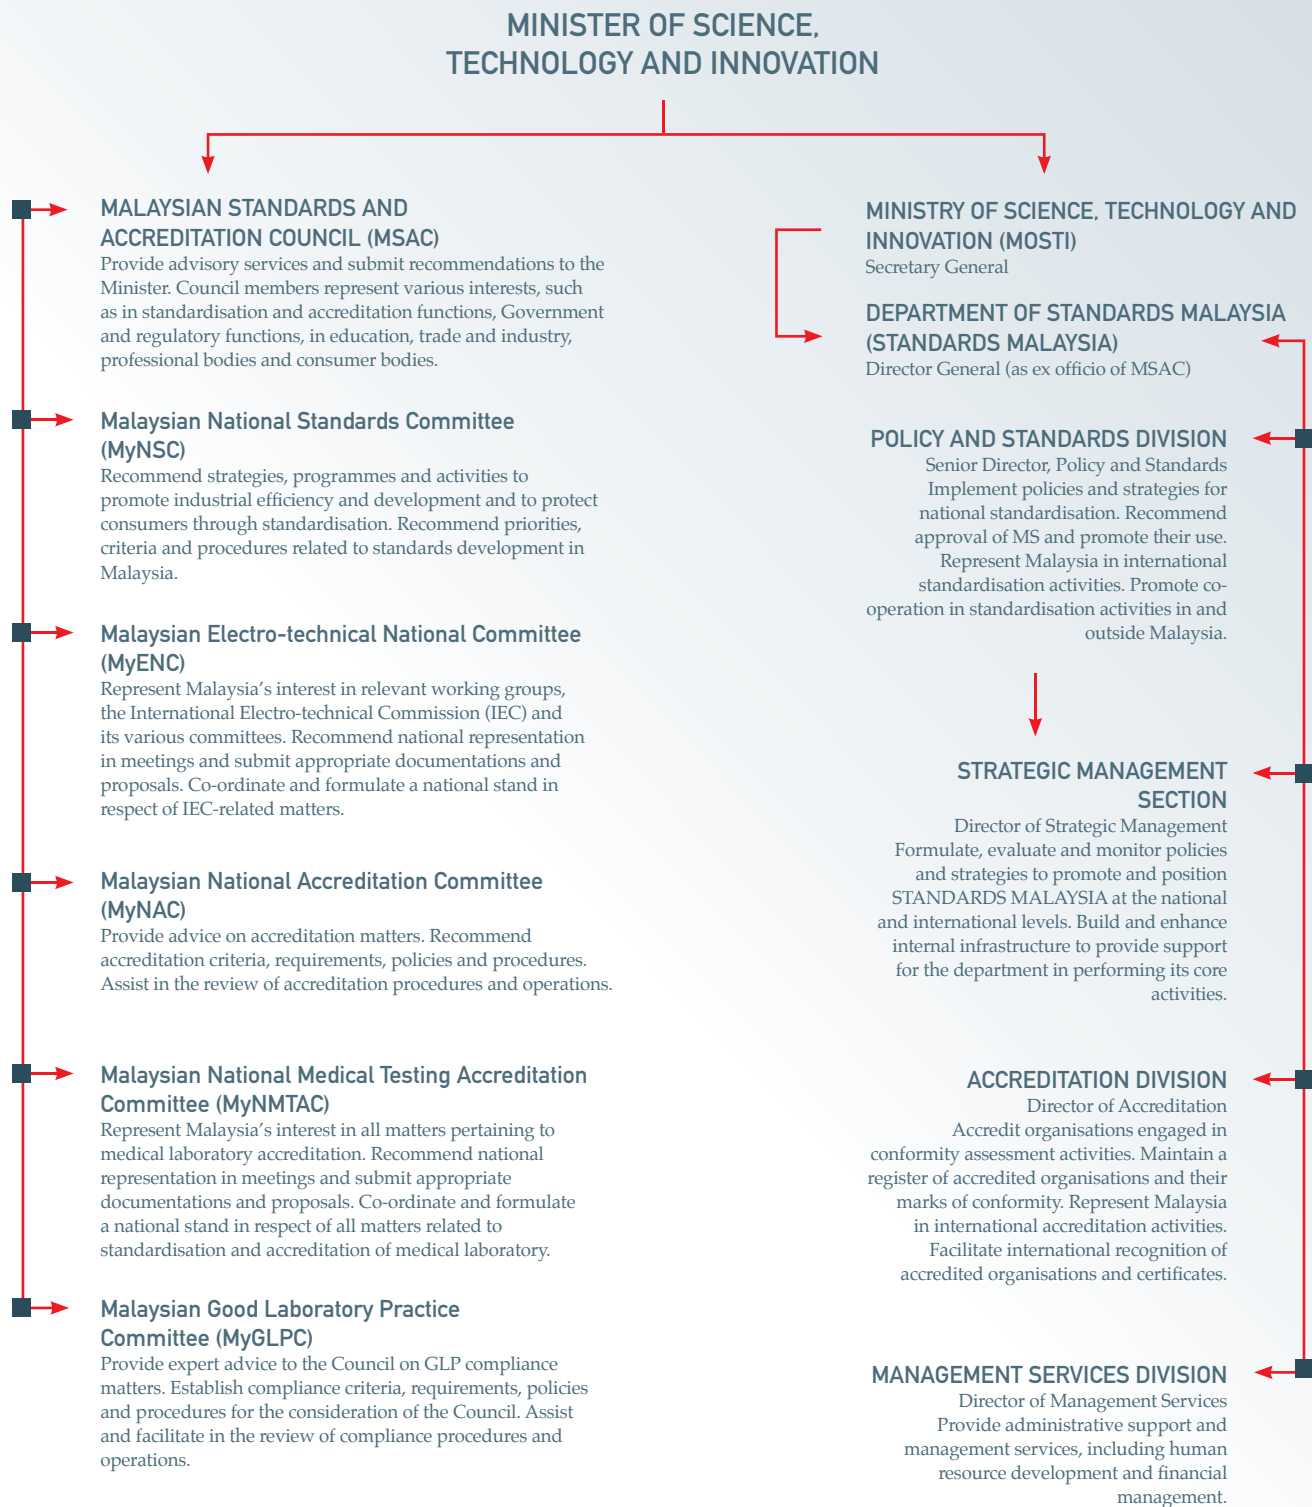 MINISTER OF SCIENCE,
TECHNOLOGY AND INNOVATION
MALAYSIAN STANDARDS AND
ACCREDITATION COUNCIL (MSAC)
Provide advisory services and submit recommendations to the
Minister. Council members represent various interests, such
as in standardisation and accreditation functions, Government
and regulatory functions, in education, trade and industry,
professional bodies and consumer bodies.
Malaysian National Standards Committee
(MyNSC)
Recommend strategies, programmes and activities to
promote industrial efficiency and development and to protect
consumers through standardisation. Recommend priorities,
criteria and procedures related to standards development in
Malaysia.
Malaysian Electro-technical National Committee
(MyENC)
Represent Malaysia's interest in relevant working groups,
the International Electro-technical Commission (IEC) and
its various committees. Recommend national representation
in meetings and submit appropriate documentations and
proposals. Co-ordinate and formulate a national stand in
respect of IEC-related matters.
Malaysian National Accreditation Committee
(MyNAC)
Provide advice on accreditation matters. Recommend
accreditation criteria, requirements, policies and procedures.
Assist in the review of accreditation procedures and operations.
Malaysian National Medical Testing Accreditation
Committee (MyNMTAC)
Represent Malaysia's interest in all matters pertaining to
medical laboratory accreditation. Recommend national
representation in meetings and submit appropriate
documentations and proposals. Co-ordinate and formulate
a national stand in respect of all matters related to
standardisation and accreditation of medical laboratory.
Malaysian Good Laboratory Practice
Committee (MyGLPC)
Provide expert advice to the Council on GLP compliance
matters. Establish compliance criteria, requirements, policies
and procedures for the consideration of the Council. Assist
and facilitate in the review of compliance procedures and
operations.
MINISTRY OF SCIENCE, TECHNOLOGY AND
INNOVATION (MOSTI)
Secretary General
DEPARTMENT OF STANDARDS MALAYSIA
(STANDARDS MALAYSIA)
Director General (as ex officio of MSAC)
POLICY AND STANDARDS DIVISION
Senior Director, Policy and Standards
Implement policies and strategies for
national standardisation. Recommend
approval of MS and promote their use.
Represent Malaysia in international
standardisation activities. Promote co-
operation in standardisation activities in and
outside Malaysia.
STRATEGIC MANAGEMENT
SECTION
Director of Strategic Management
Formulate, evaluate and monitor policies
and strategies to promote and position
STANDARDS MALAYSIA at the national
and international levels. Build and enhance
internal infrastructure to provide support
for the department in performing its core
activities.
ACCREDITATION DIVISION
Director of Accreditation
Accredit organisations engaged in
conformity assessment activities. Maintain a
register of accredited organisations and their
marks of conformity. Represent Malaysia
in international accreditation activities.
Facilitate international recognition of
accredited organisations and certificates.
MANAGEMENT SERVICES DIVISION
Director of Management Services
Provide administrative support and
management services, including human
resource development and financial
management.